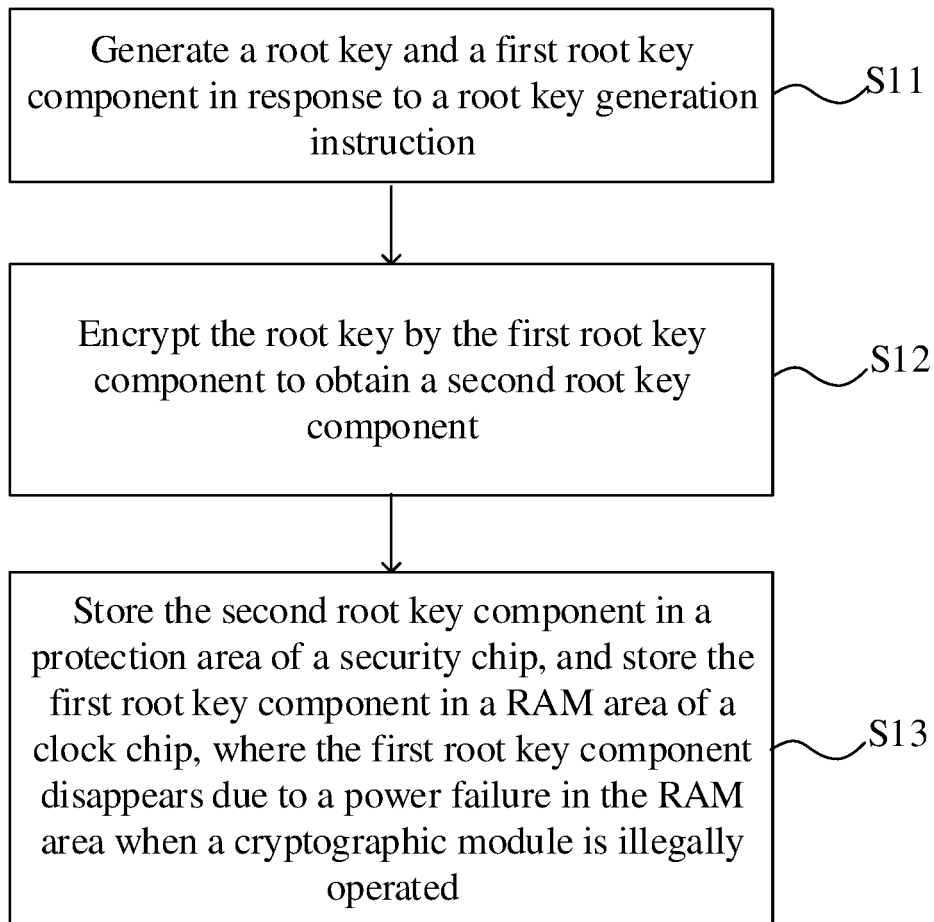 Generate a root key and a first root key
component in response to a root key generation
instruction
S11
Encrypt the root key by the first root key
component to obtain a second root key
component
S12
Store the second root key component in a
protection area of a security chip, and store the
first root key component in a RAM area of a
clock chip, where the first root key component
disappears due to a power failure in the RAM
area when a cryptographic module is illegally
operated
S13